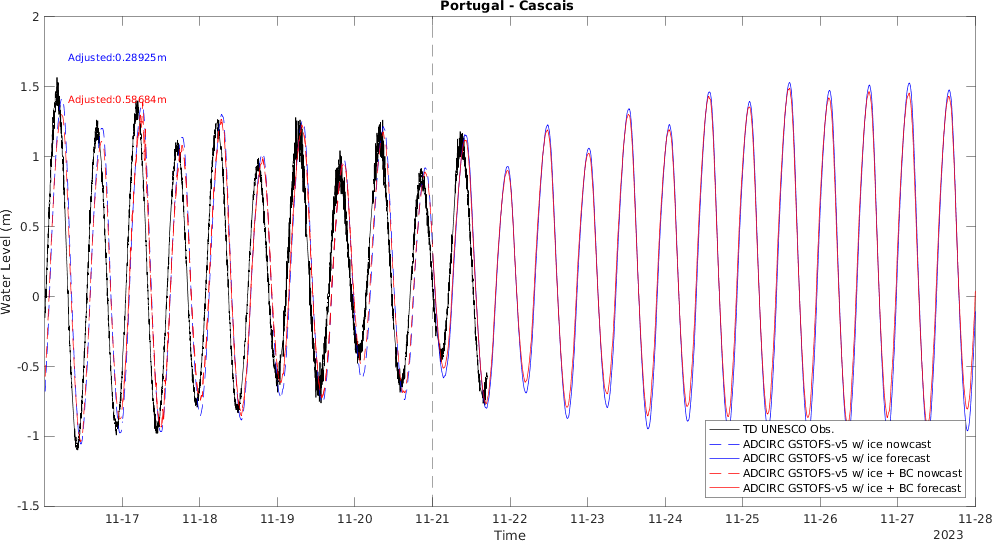 Portugal - Cascais
2
1.5
1
0.5
0
-0.5
-1
-1.5
Water Level (m)
Adjusted:0.28925m
Adjusted:0.58684m
TD UNESCO Obs.
ADCIRC GSTOFS-v5 w/ ice nowcast
ADCIRC GSTOFS-v5 w/ ice forecast
ADCIRC GSTOFS-v5 w/ ice + BC nowcast
ADCIRC GSTOFS-v5 w/ ice + BC forecast
11-17 11-18 11-19 11-20 11-21 11-22 11-23 11-24 11-25 11-26 11-27 11-28
Time
2023